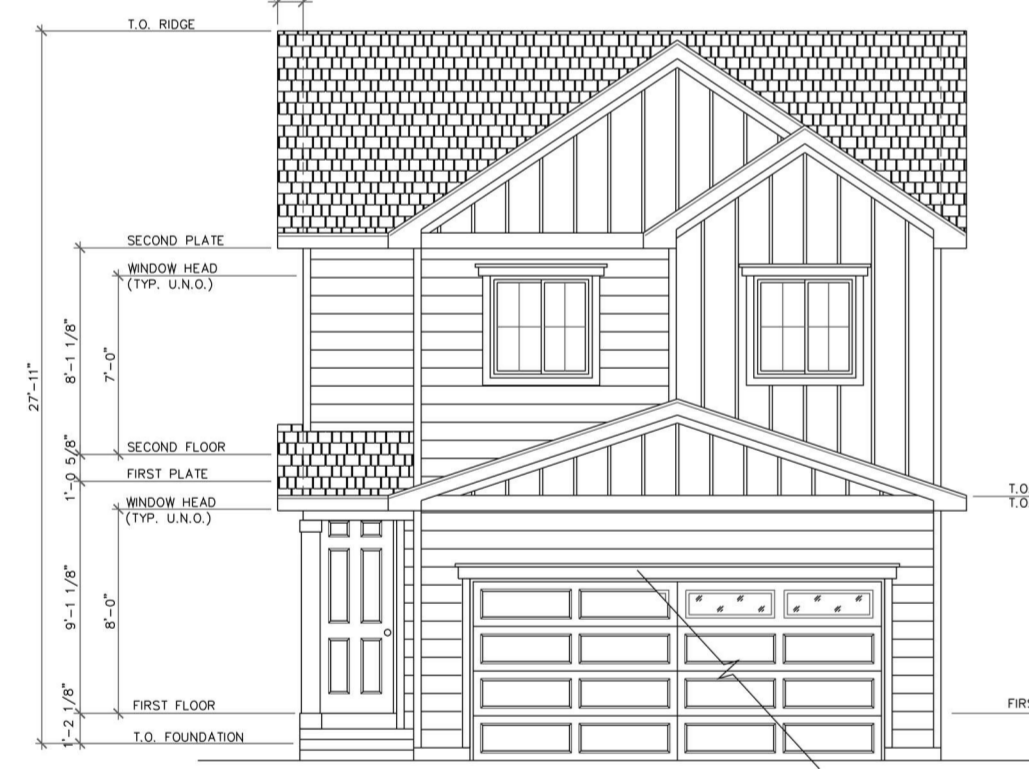 T.O. RIDGE
SECOND PLATE
WINDOW HEAD
(TYP. U.N.O.)
8'-1 1/8"
7'-0"
27'-11"
SECOND FLOOR
1'-0 5/8"
FIRST PLATE
WINDOW HEAD
(TYP. U.N.O.)
T.O
T.O
9'-1 1/8"
8'-0"
FIRST FLOOR
FIRS
1'-2 1/8"
T.O. FOUNDATION